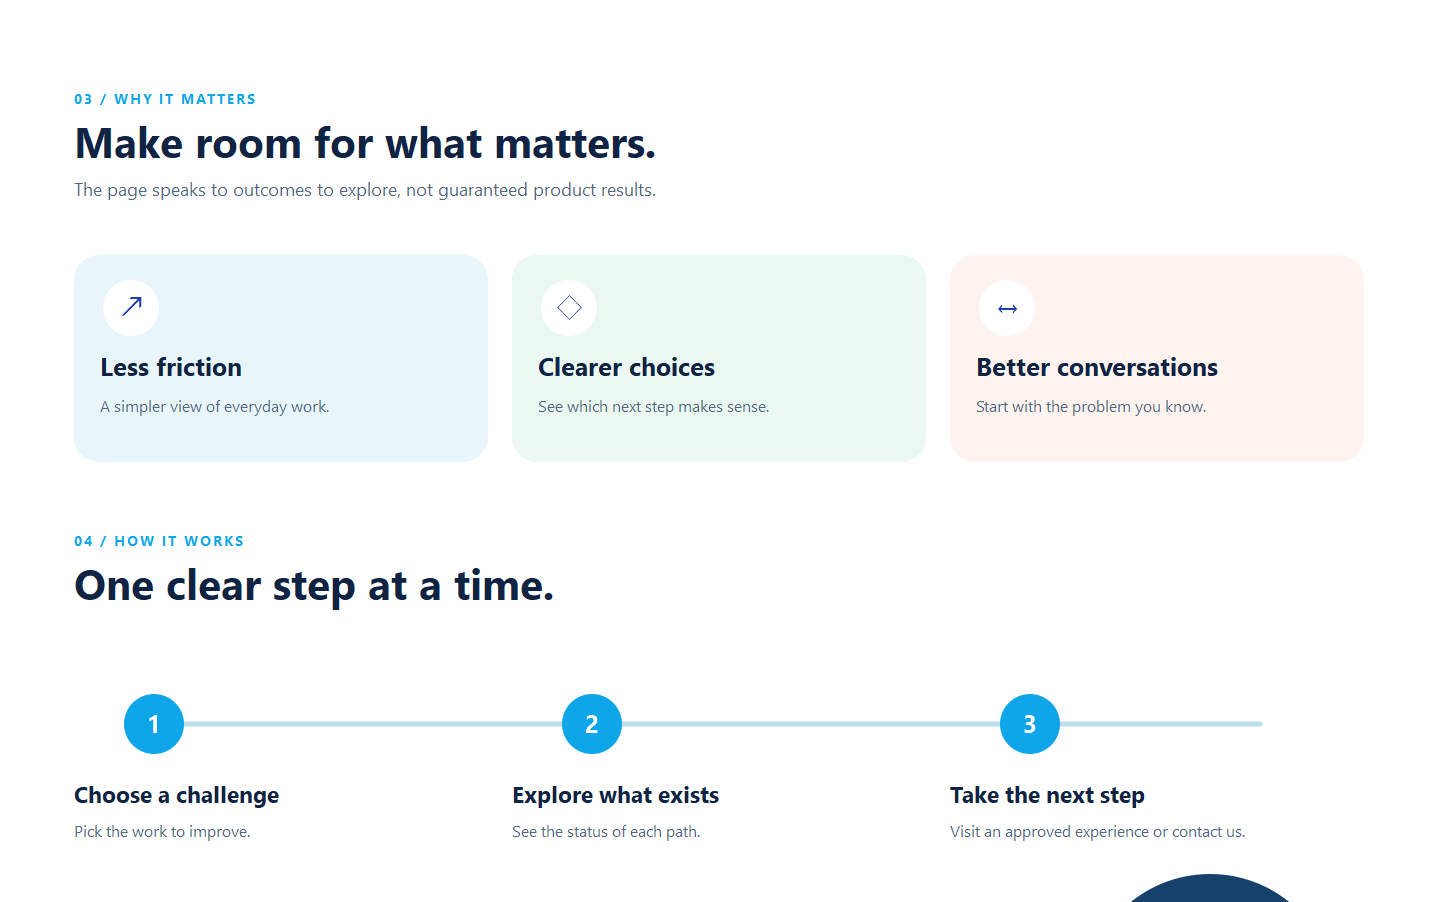 03 / WHY IT MATTERS
Make room for what matters.
The page speaks to outcomes to explore, not guaranteed product results.
Less friction
A simpler view of everyday work.
Clearer choices
See which next step makes sense.
Better conversations
Start with the problem you know.
04 / HOW IT WORKS
One clear step at a time.
1
2
3
Choose a challenge
Pick the work to improve.
Explore what exists
See the status of each path.
Take the next step
Visit an approved experience or contact us.